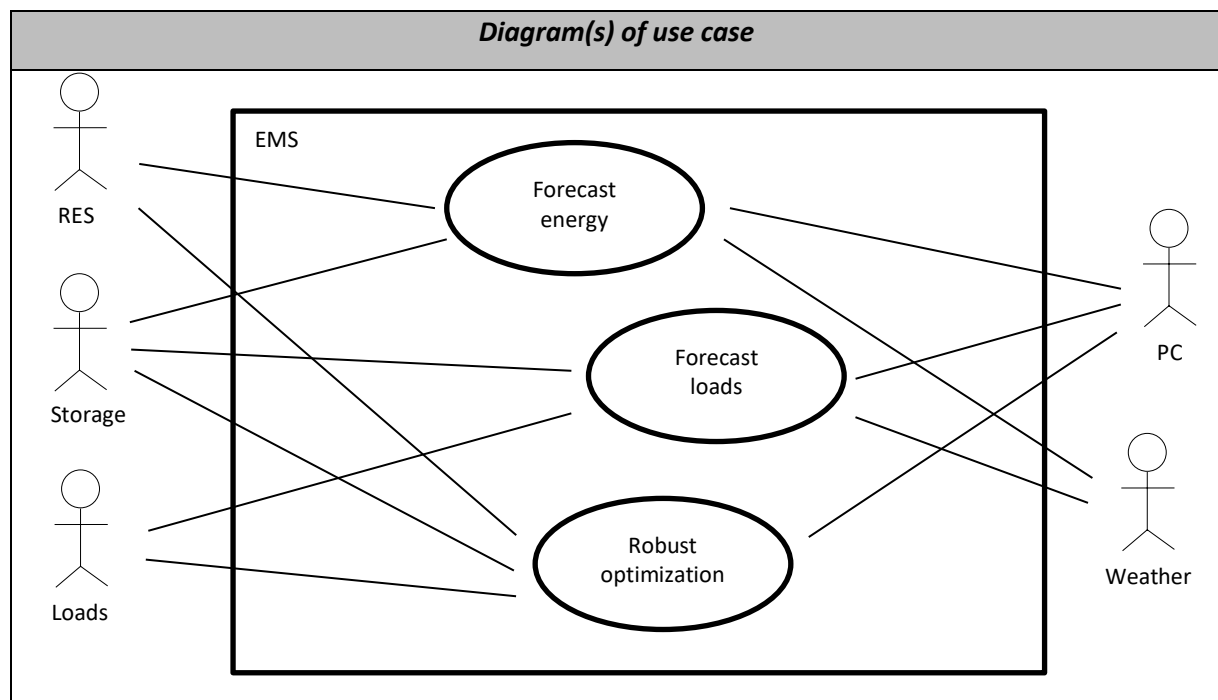 Diagram(s) of use case
EMS
Forecast
energy
RES
Forecast
loads
PC
Storage
Robust
optimization
Weather
Loads